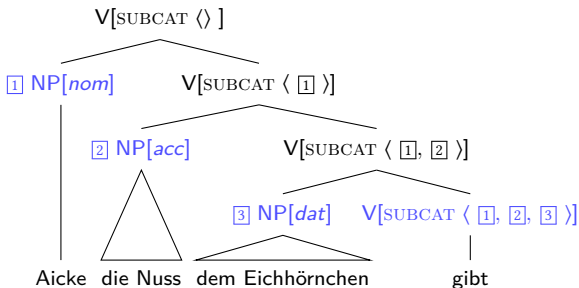 V[SUBCAT ⟨⟩ ]
1 NP[nom] V[SUBCAT ⟨ 1 ⟩]
2 NP[acc] V[SUBCAT ⟨ 1, 2 ⟩]
3 NP[dat] V[SUBCAT ⟨ 1, 2, 3 ⟩]
Aicke die Nuss dem Eichhörnchen gibt